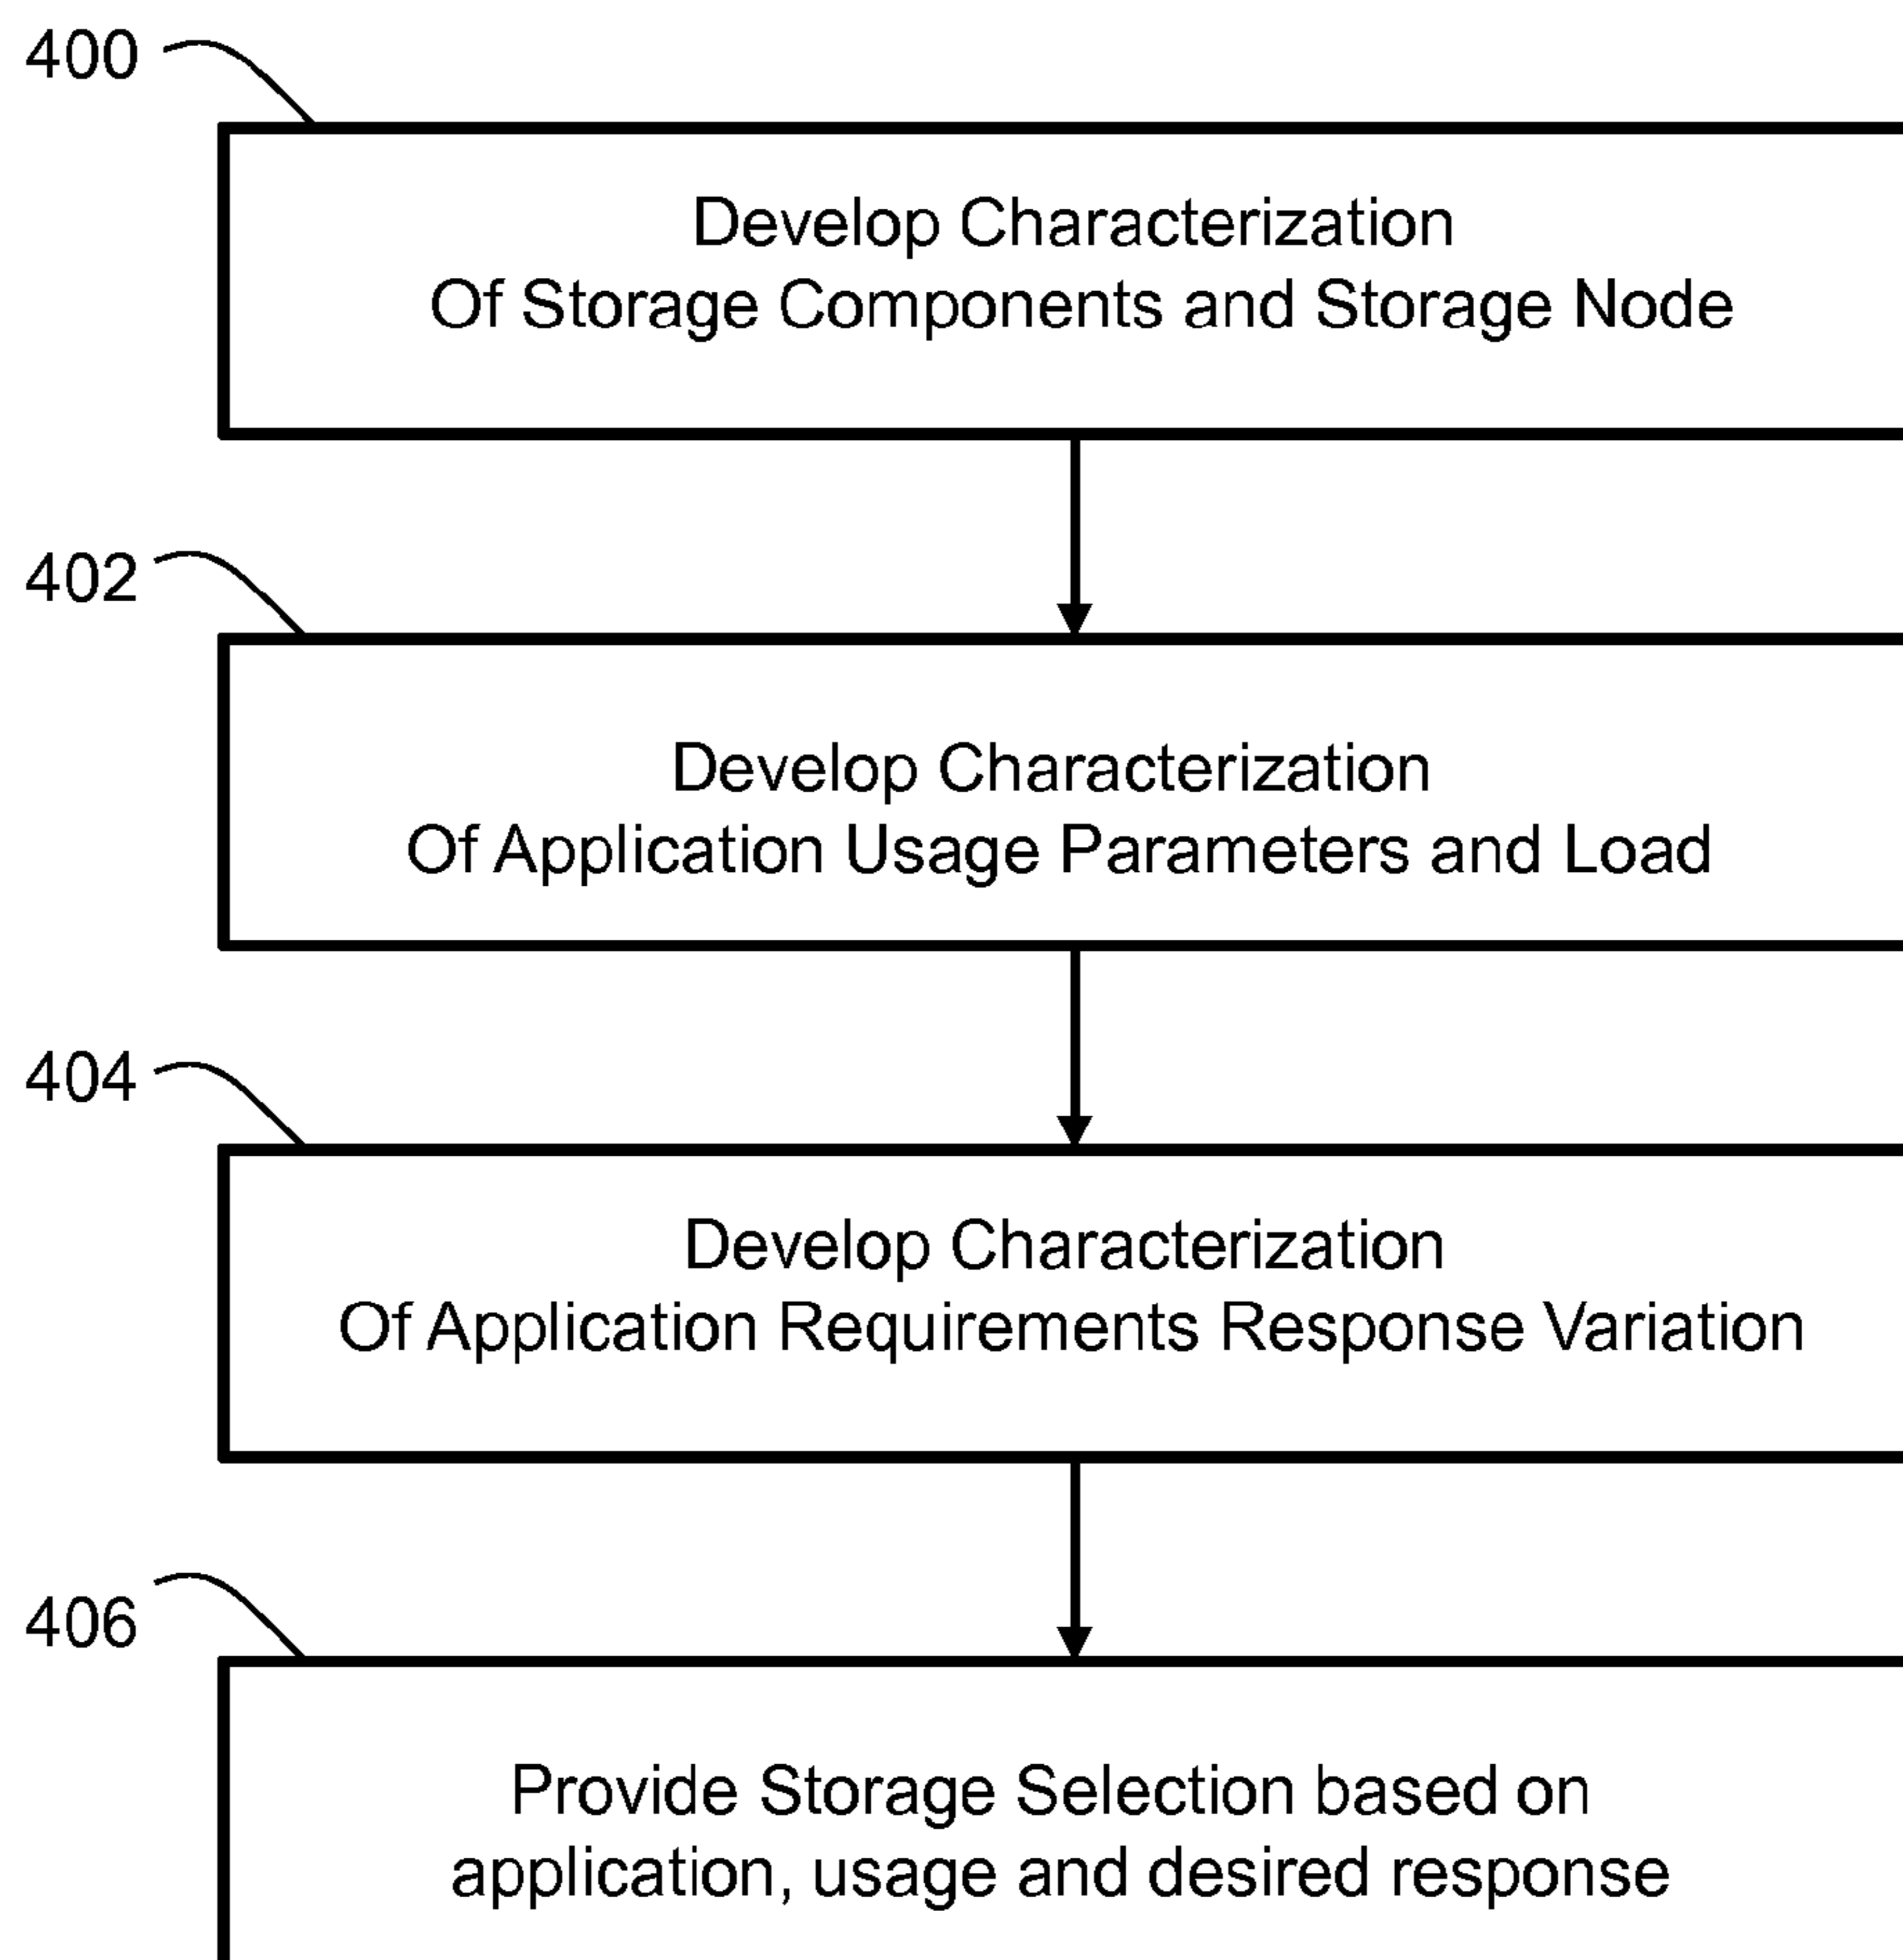 400
Develop Characterization
Of Storage Components and Storage Node
402
Develop Characterization
Of Application Usage Parameters and Load
404
Develop Characterization
Of Application Requirements Response Variation
406
Provide Storage Selection based on
application, usage and desired response